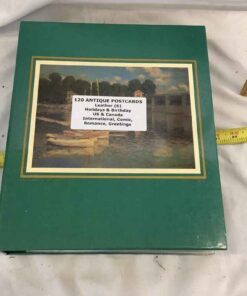 120 ANTIQUE POSTCARDS
Leather (6)
Holidays & Birthday
US & Canada
International, Comic,
Romance, Greetings